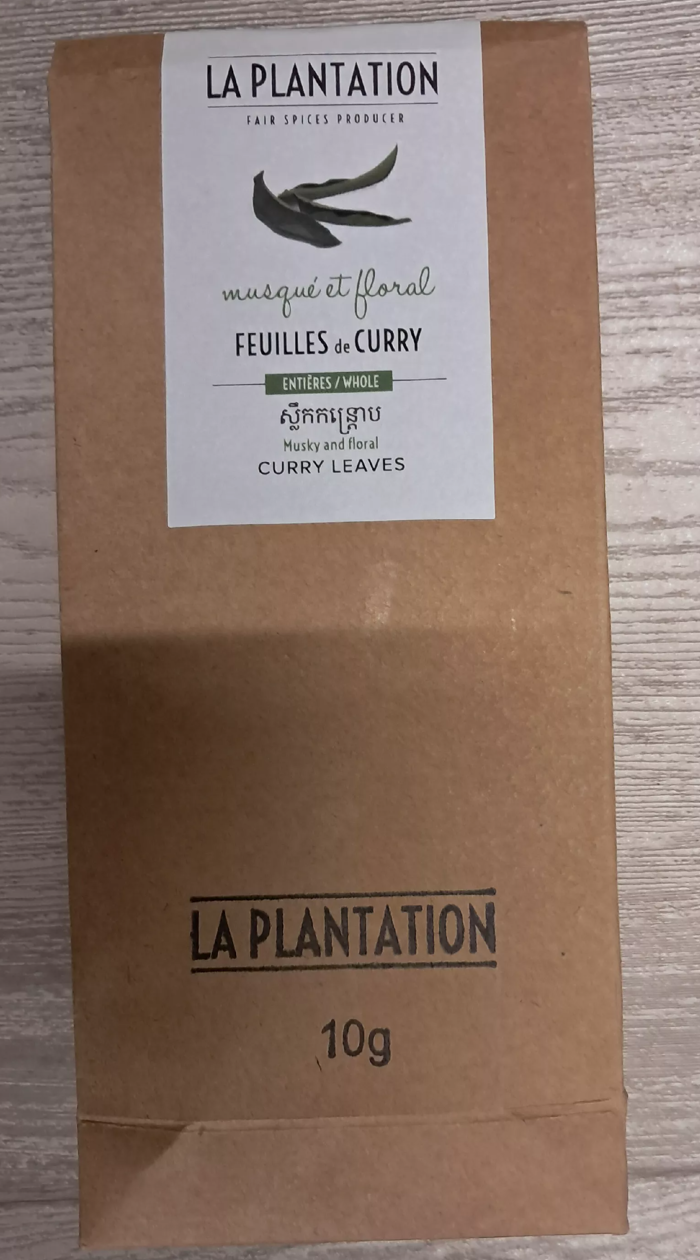 LA PLANTATION
FAIR SPICES PRODUCER
musqué et floral
FEUILLES de CURRY
ENTIÈRES / WHOLE
ស្លឹកកន្ត្រោប
Musky and floral
CURRY LEAVES
LA PLANTATION
10g